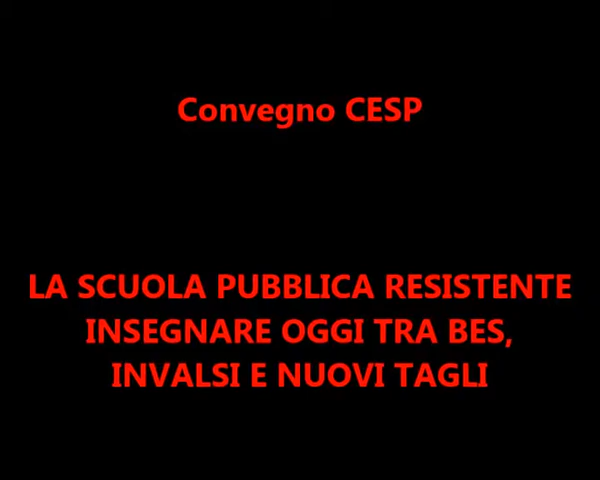 Convegno CESP
LA SCUOLA PUBBLICA RESISTENTE
INSEGNARE OGGI TRA BES,
INVALSI E NUOVI TAGLI